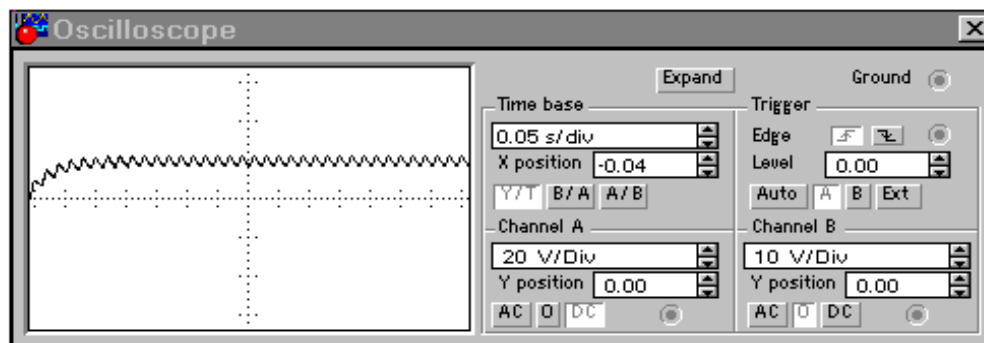 Oscilloscope
Expand
Ground
Time base
0.05 s/div
X position -0.04
Y/T B/A A/B
Trigger
Edge
Level 0.00
Auto A B Ext
Channel A
20 V/Div
Y position 0.00
AC 0 DC
Channel B
10 V/Div
Y position 0.00
AC 0 DC